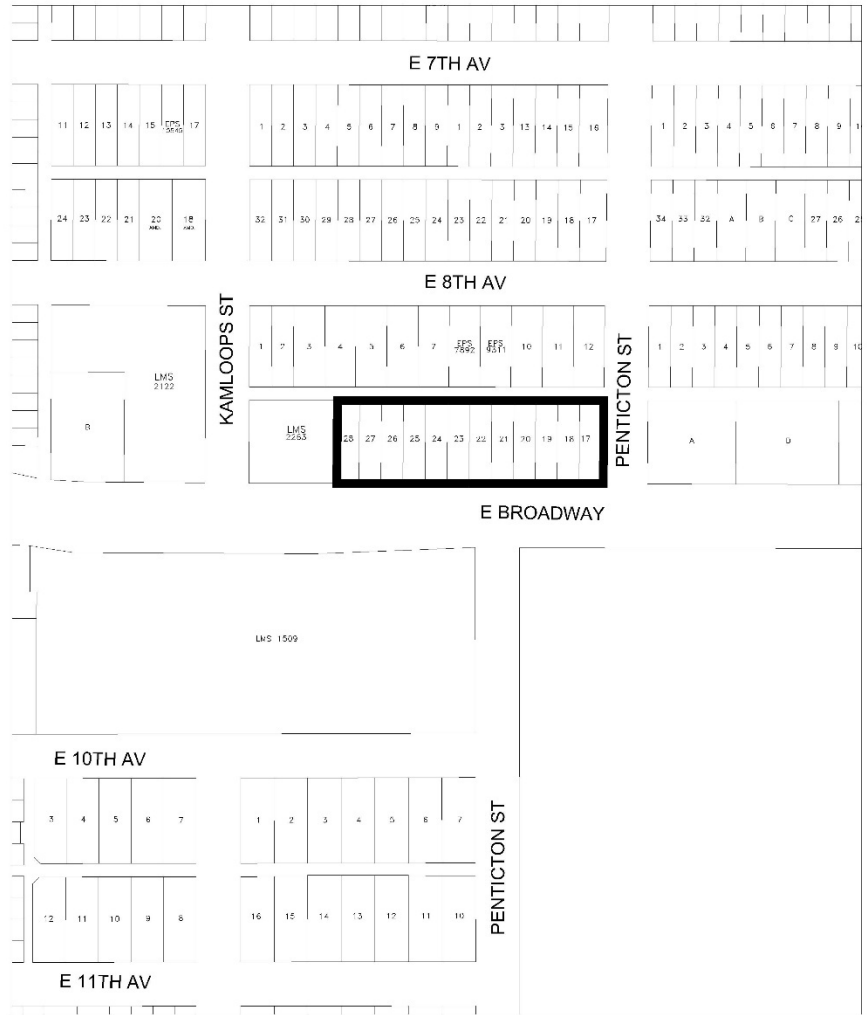 E 7TH AV
11 12 13 14 15 EPS 17
1 2 3 4 5 6 7 8 9 1 2 3 13 14 15 16
1 2 3 4 5 6 7 8 9
24 23 22 21 20 18
32 31 30 29 28 27 26 25 24 23 22 21 20 19 18 17
34 33 32 A B C 27 26
E 8TH AV
KAMLOOPS ST
PENTICTON ST
LMS
2122
B
1 2 3 4 5 6 7 EPS 7892 EPS 9311 10 11 12
1 2 3 4 5 6 7 8 9 10
LMS
2263
28 27 26 25 24 23 22 21 20 19 18 17
A
E BROADWAY
LMS 1509
E 10TH AV
3 4 5 6 7
1 2 3 4 5 6 7
PENTICTON ST
12 11 10 9 8
16 15 14 13 12 11 10
E 11TH AV